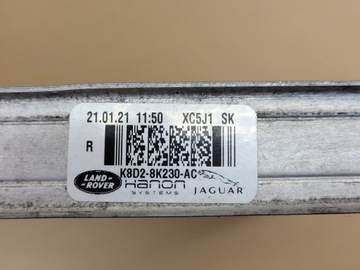 21.01.21 11:50 XC5J1 SK
R
K8D2-8K230-AC
LAND-
ROVER
Hanon
SYSTEMS
JAGUAR